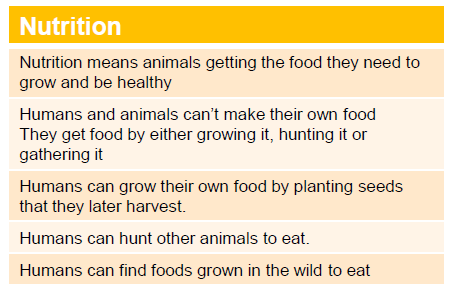 Nutrition
Nutrition means animals getting the food they need to
grow and be healthy
Humans and animals can’t make their own food
They get food by either growing it, hunting it or
gathering it
Humans can grow their own food by planting seeds
that they later harvest.
Humans can hunt other animals to eat.
Humans can find foods grown in the wild to eat